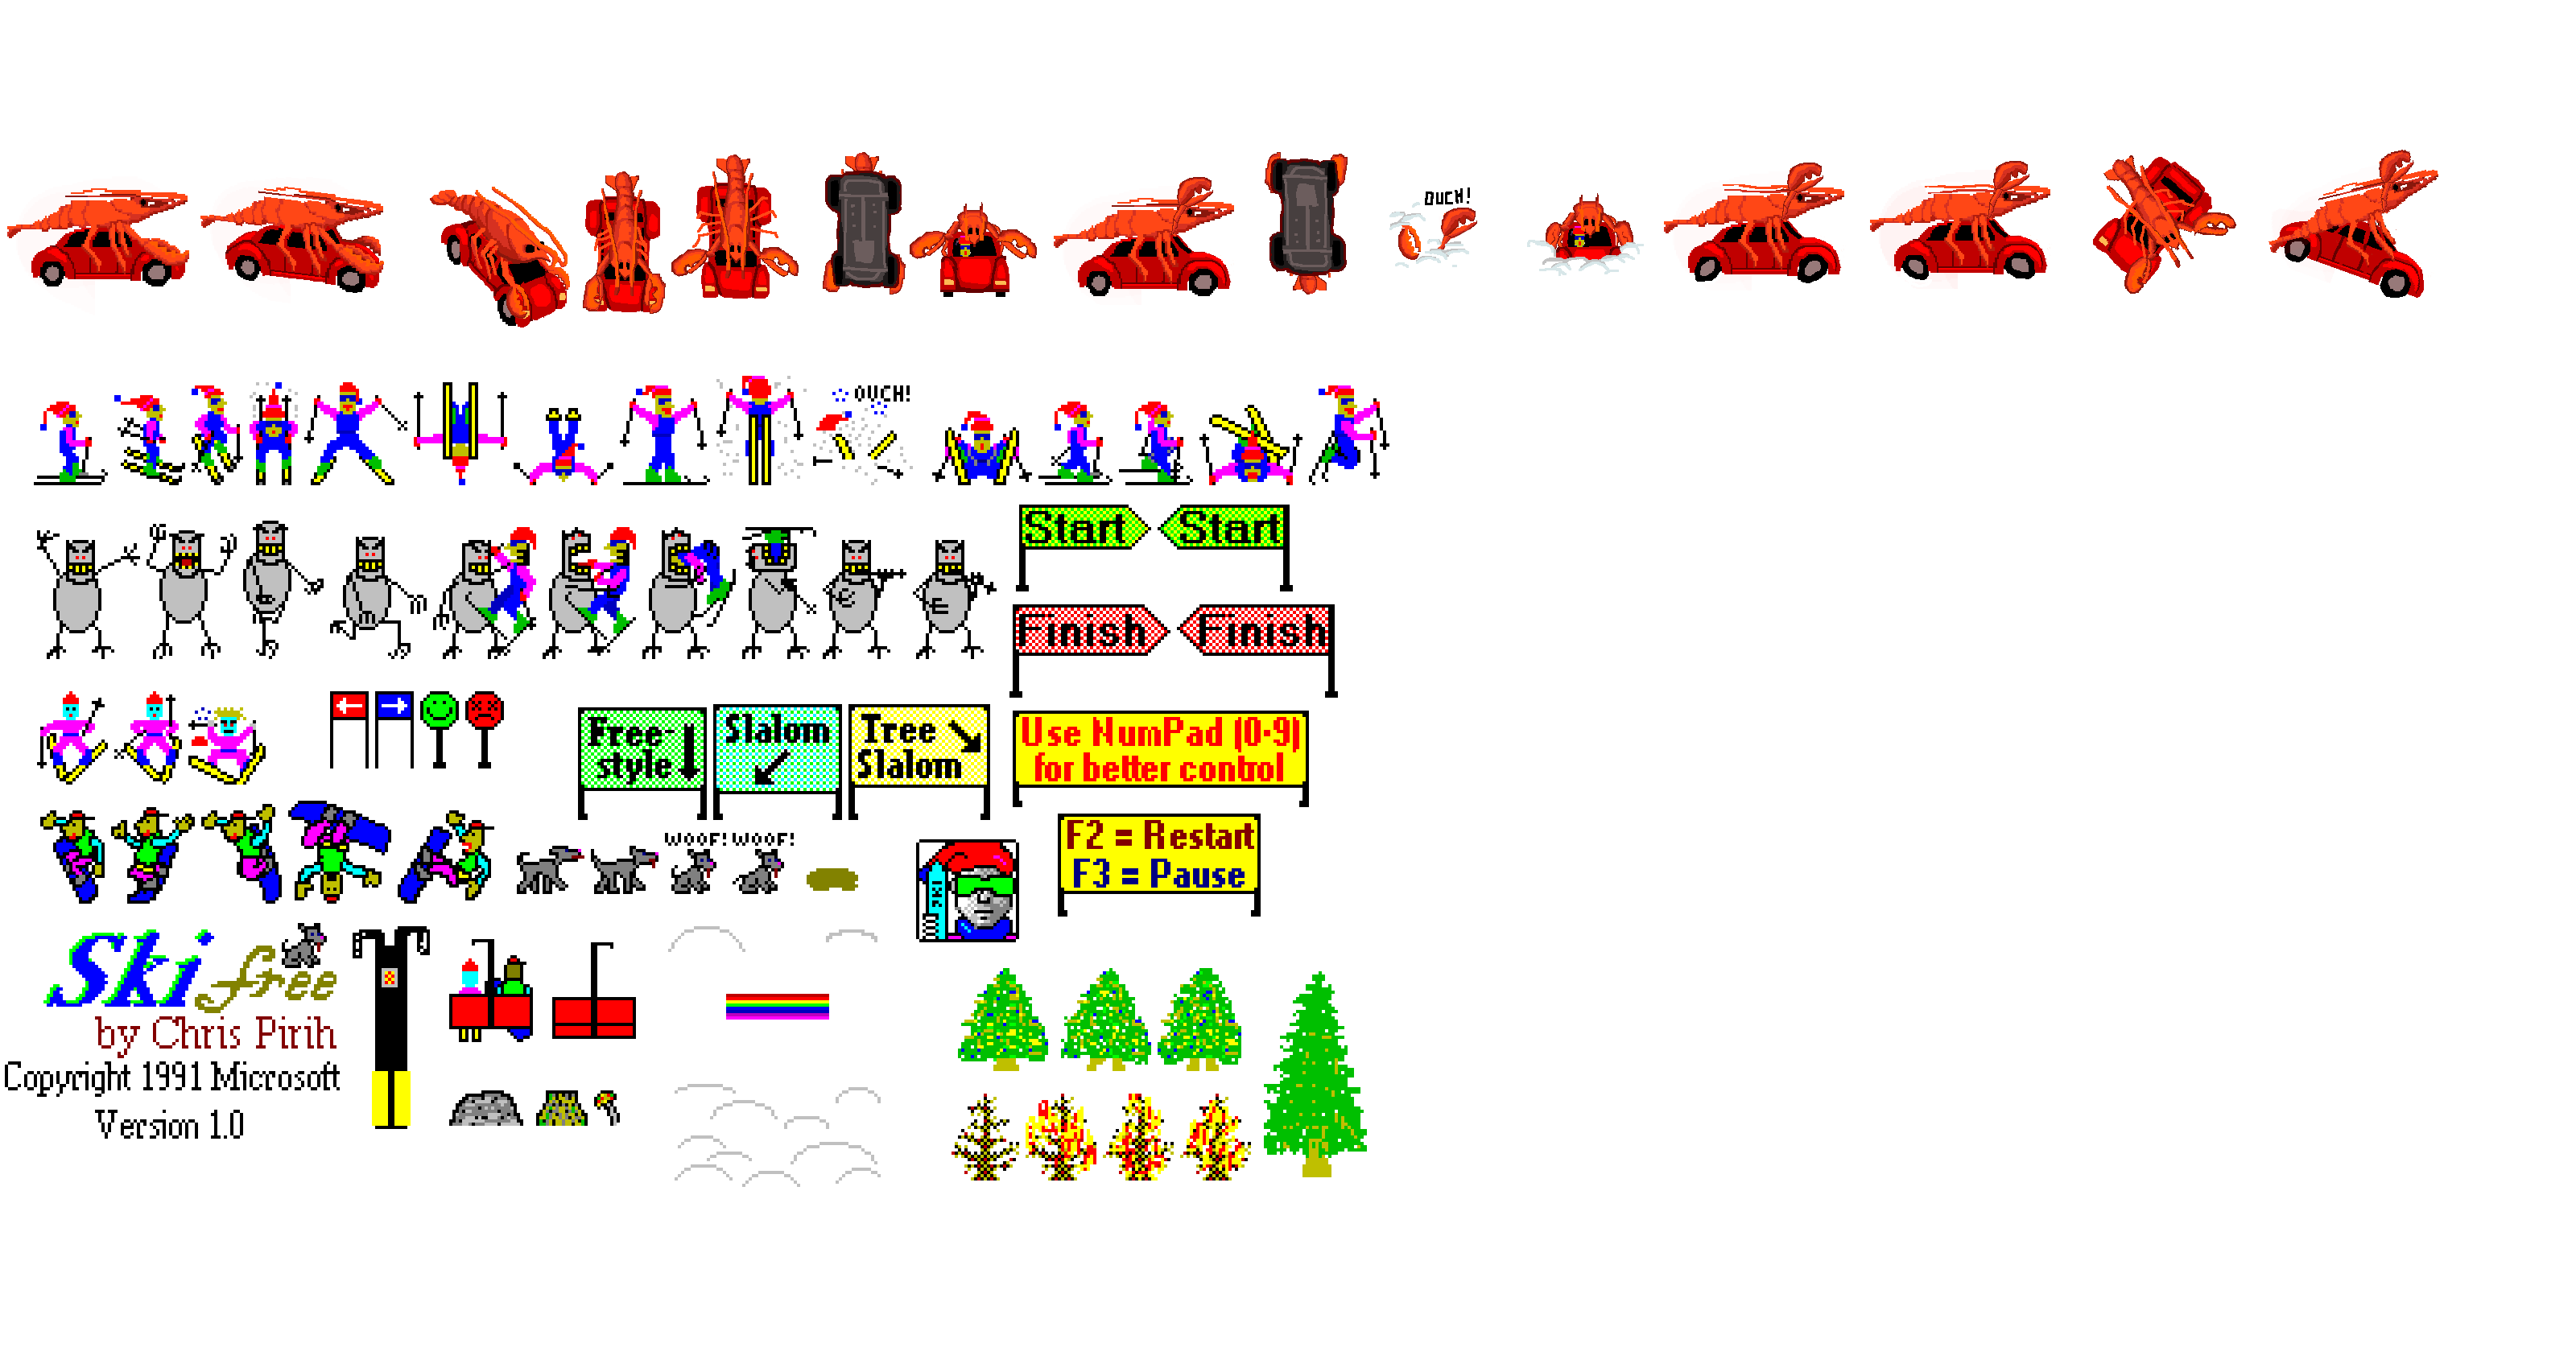 OUCH!
OUCH!
Start Start
Finish Finish
Free-
style
Slalom
Tree
Slalom
Use NumPad (0-9)
for better control
WOOF! WOOF!
F2 = Restart
F3 = Pause
Ski free
by Chris Pirih
Copyright 1991 Microsoft
Version 1.0